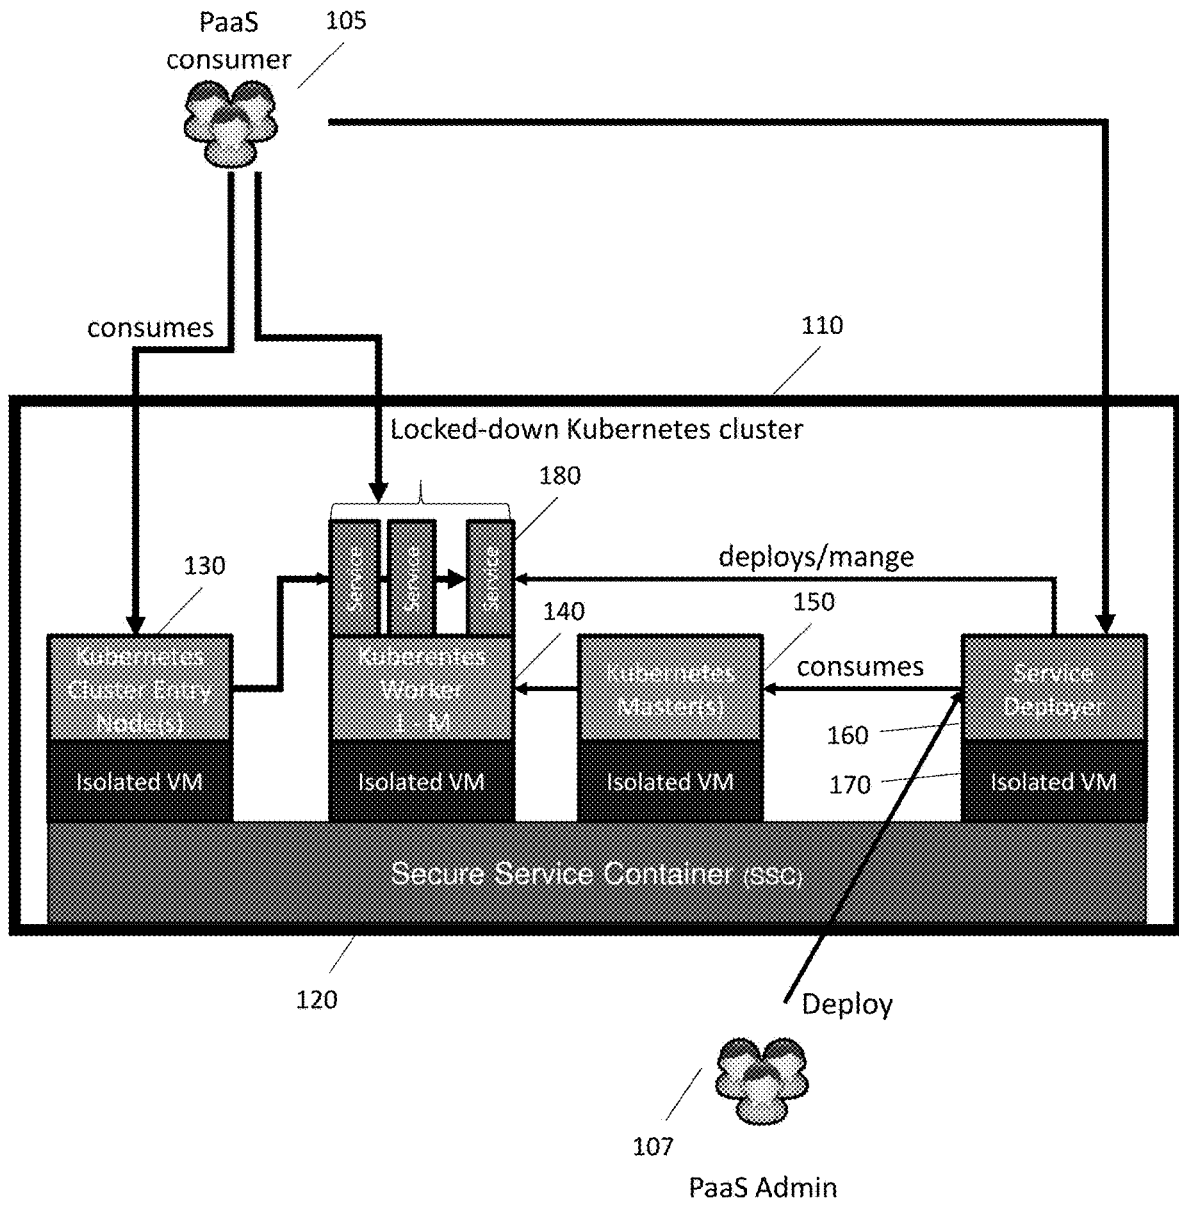 PaaS
consumer
105
consumes
110
Locked-down Kubernetes cluster
180
Service
Service
Service
deploys/mange
130
140
150
Kubernetes
Cluster Entry
Node(s)
Kuberentes
Worker
1 - M
Kubernetes
Master(s)
consumes
Service
Deployer
160
170
Isolated VM
Isolated VM
Isolated VM
Isolated VM
Secure Service Container (SSC)
120
Deploy
107
PaaS Admin